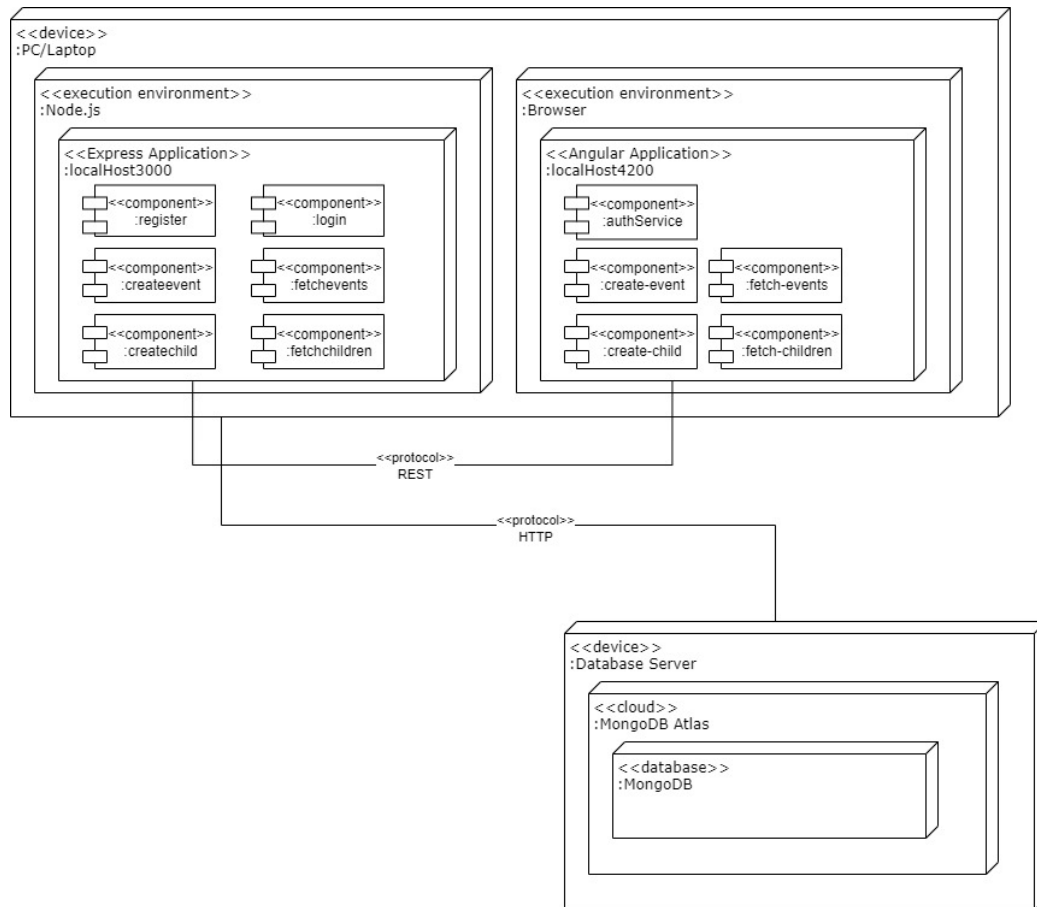 <<device>>
:PC/Laptop
<<execution environment>>
:Node.js
<<Express Application>>
:localHost3000
<<component>>
:register
<<component>>
:login
<<component>>
:createevent
<<component>>
:fetchevents
<<component>>
:createchild
<<component>>
:fetchchildren
<<execution environment>>
:Browser
<<Angular Application>>
:localHost4200
<<component>>
:authService
<<component>>
:create-event
<<component>>
:fetch-events
<<component>>
:create-child
<<component>>
:fetch-children
<<protocol>>
REST
<<protocol>>
HTTP
<<device>>
:Database Server
<<cloud>>
:MongoDB Atlas
<<database>>
:MongoDB